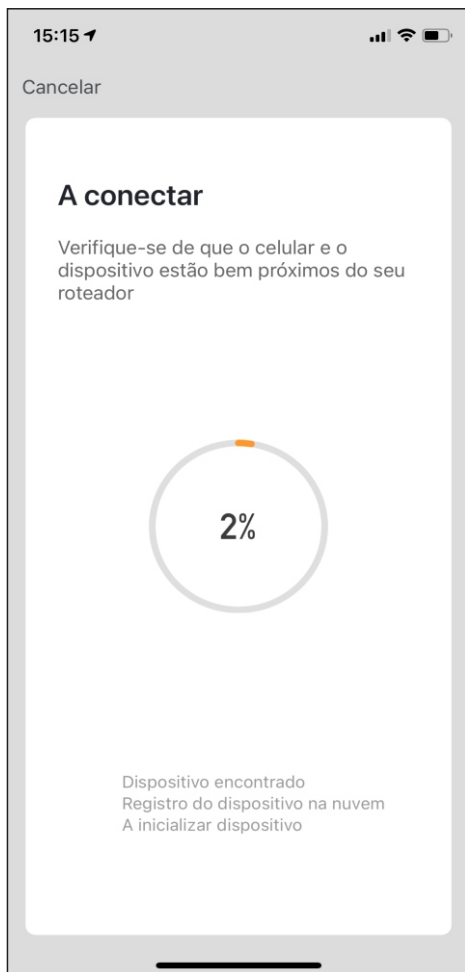 15:15
Cancelar
A conectar
Verifique-se de que o celular e o
dispositivo estão bem próximos do seu
roteador
2%
Dispositivo encontrado
Registro do dispositivo na nuvem
A inicializar dispositivo